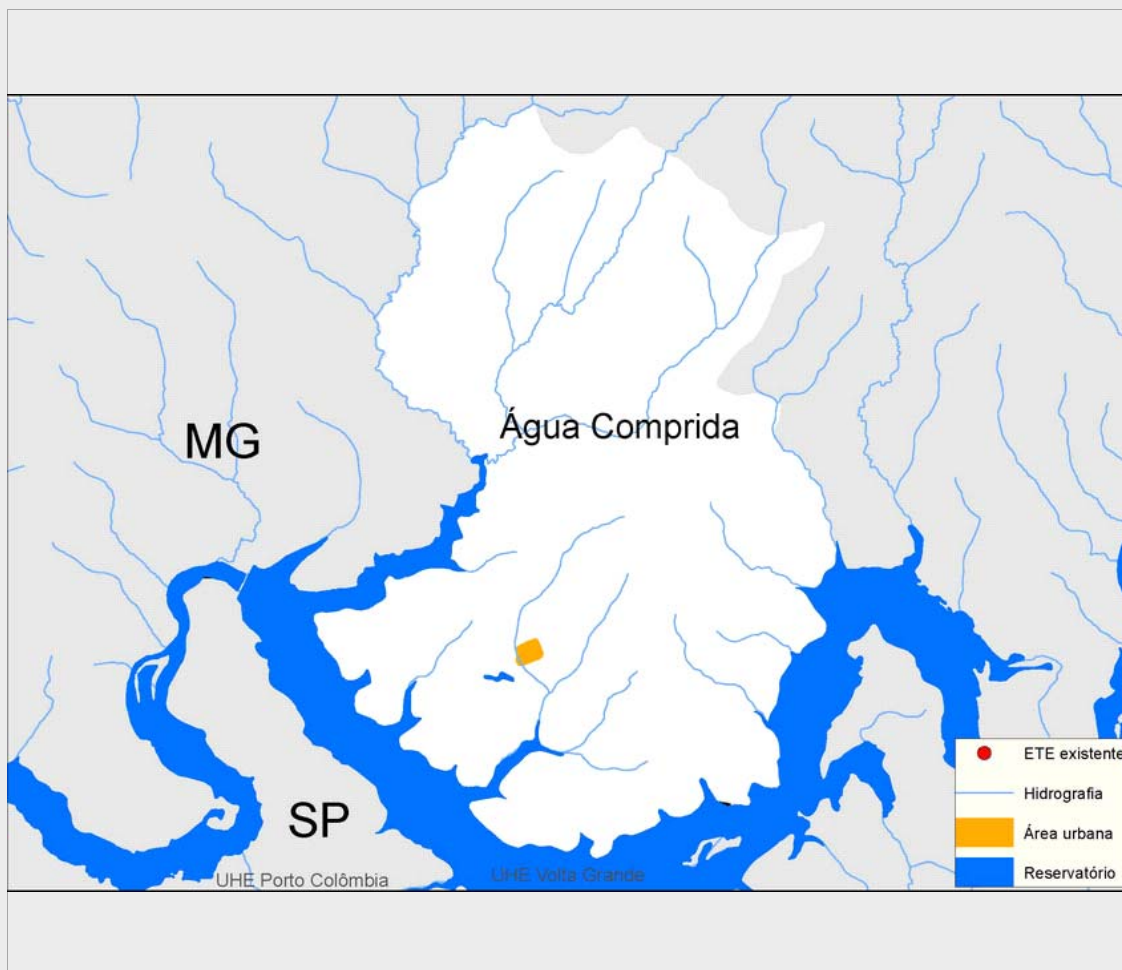 MG
Água Comprida
SP
UHE Porto Colômbia
UHE Volta Grande
ETE existente
Hidrografia
Área urbana
Reservatório